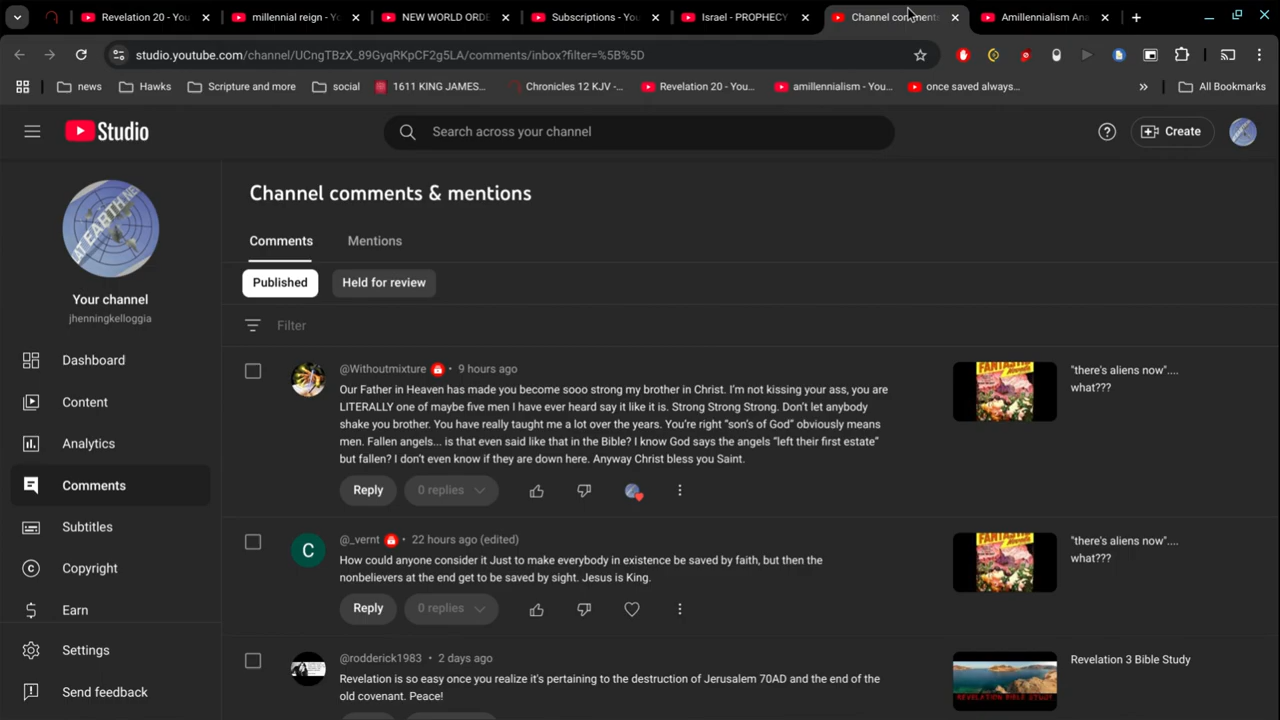 Revelation 20 - You
millennial reign - Yo
NEW WORLD ORDE
Subscriptions - You
Israel - PROPHECY
Channel comments
Amillennialism Ana
studio.youtube.com/channel/UCngTBzX_89GyqRKpCF2g5LA/comments/inbox?filter=%5B%5D
news
Hawks
Scripture and more
social
1611 KING JAMES...
Chronicles 12 KJV -...
Revelation 20 - You...
amillennialism - You...
once saved always...
All Bookmarks
Studio
Search across your channel
Create
Your channel
jhenningkelloggia
Dashboard
Content
Analytics
Comments
Subtitles
Copyright
Earn
Settings
Send feedback
Channel comments & mentions
Comments
Mentions
Published
Held for review
Filter
@Withoutmixture • 9 hours ago
Our Father in Heaven has made you become sooo strong my brother in Christ. I'm not kissing your ass, you are
LITERALLY one of maybe five men I have ever heard say it like it is. Strong Strong Strong. Don't let anybody
shake you brother. You have really taught me a lot over the years. You're right "son's of God" obviously means
men. Fallen angels... is that even said like that in the Bible? I know God says the angels "left their first estate"
but fallen? I don't even know if they are down here. Anyway Christ bless you Saint.
Reply
0 replies
"there's aliens now"....
what???
@_vernt • 22 hours ago (edited)
C
How could anyone consider it Just to make everybody in existence be saved by faith, but then the
nonbelievers at the end get to be saved by sight. Jesus is King.
Reply
0 replies
"there's aliens now"....
what???
@rodderick1983 • 2 days ago
Revelation is so easy once you realize it's pertaining to the destruction of Jerusalem 70AD and the end of the
old covenant. Peace!
Revelation 3 Bible Study
REVELATION BIBLE STUDY